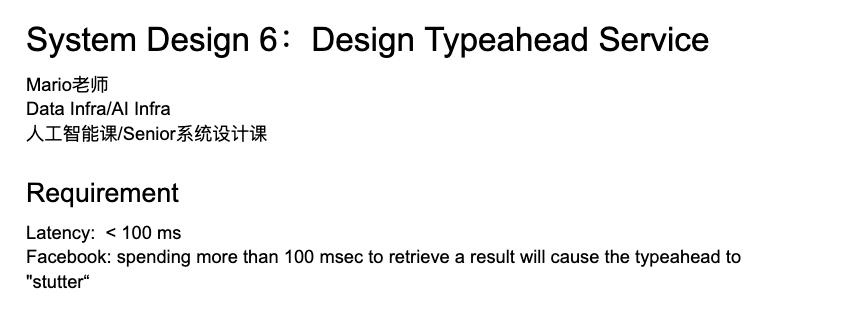 System Design 6：Design Typeahead Service
Mario老师
Data Infra/AI Infra
人工智能课/Senior系统设计课
Requirement
Latency:  < 100 ms
Facebook: spending more than 100 msec to retrieve a result will cause the typeahead to
"stutter“